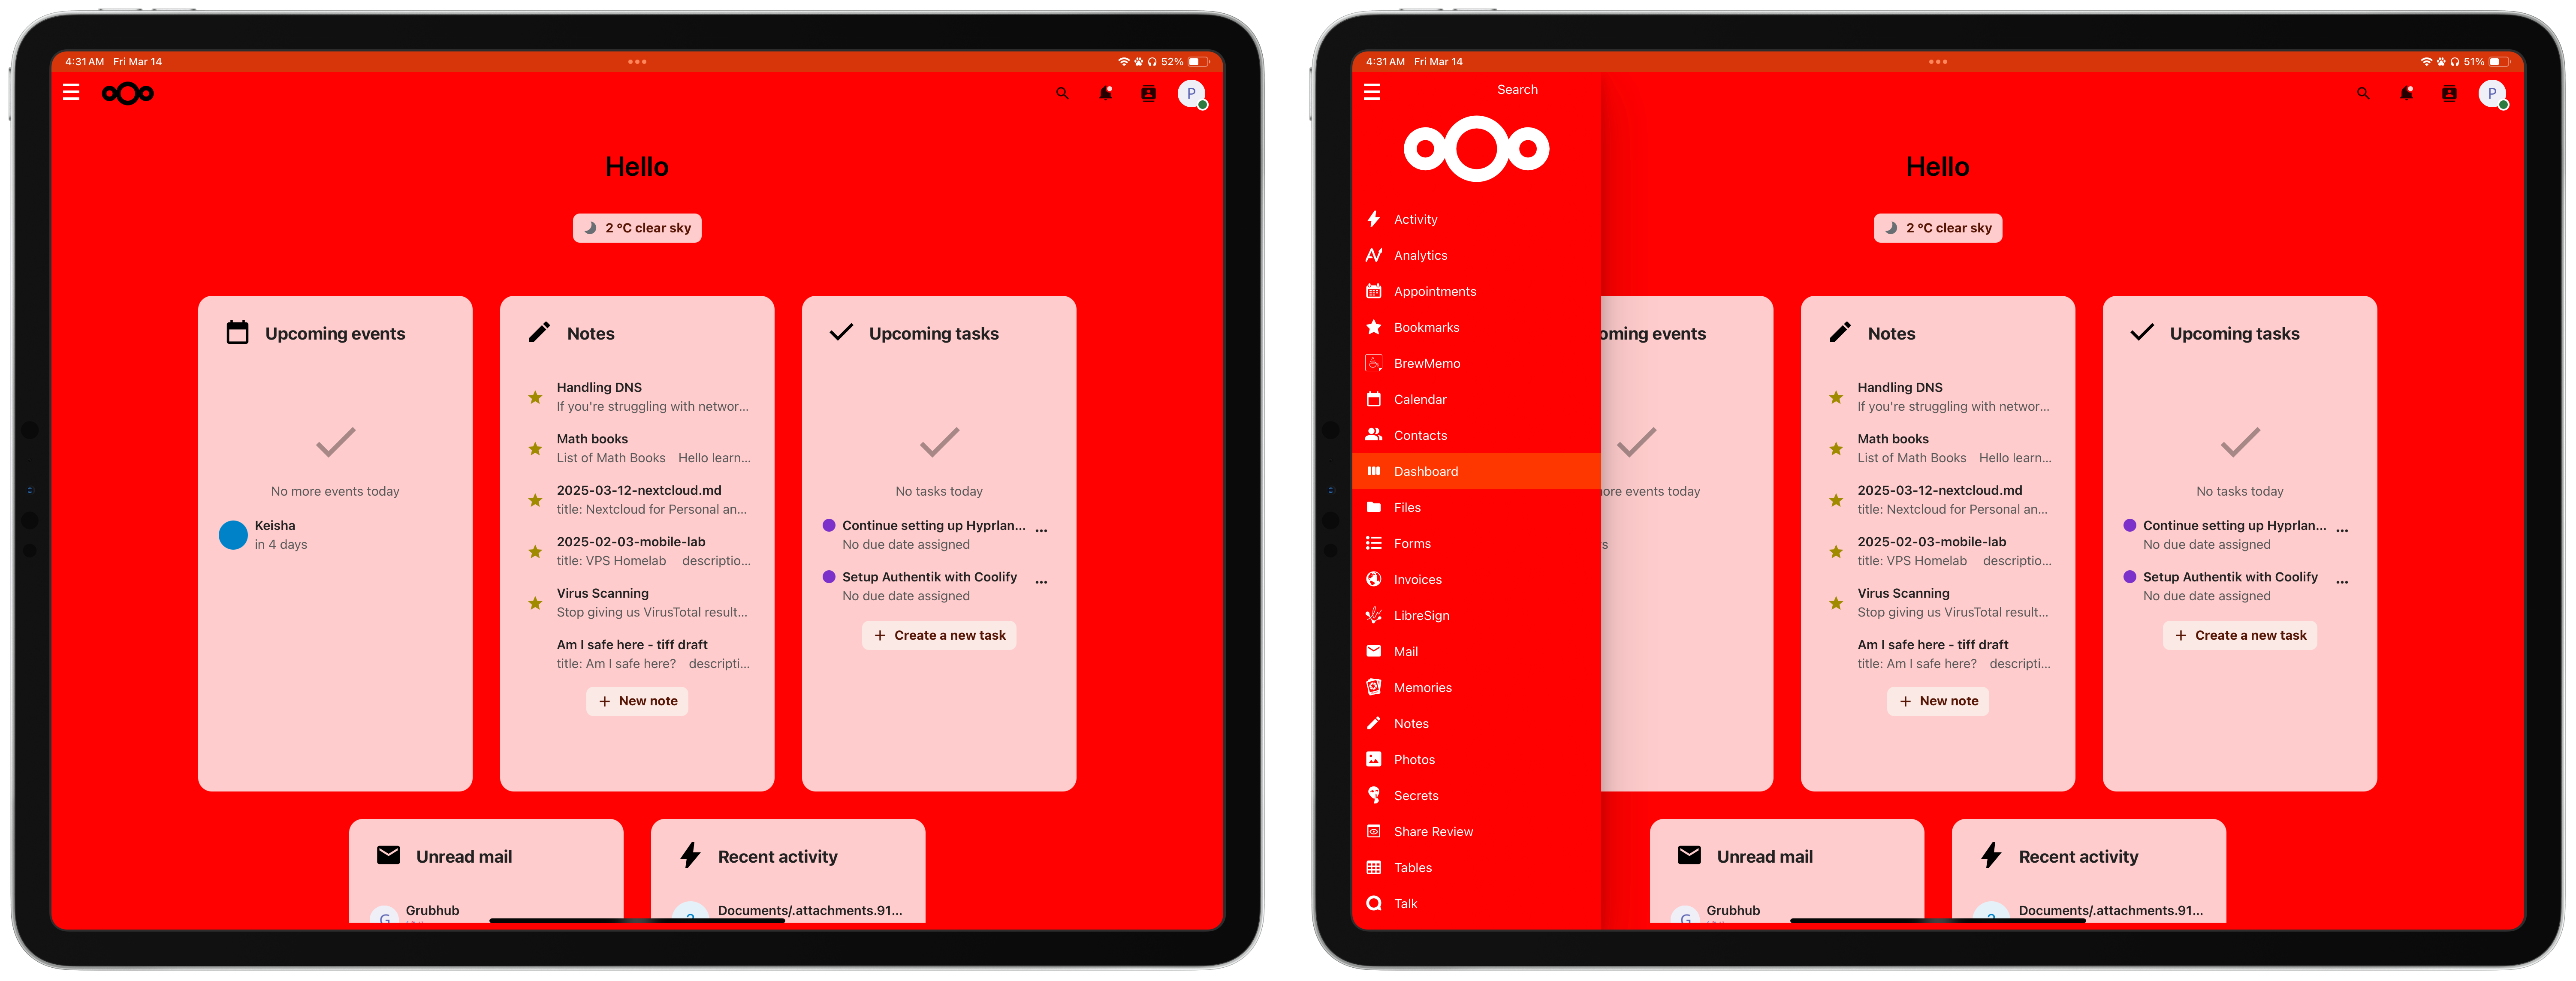 4:31 AM Fri Mar 14
52%
P
Hello
2 °C clear sky
Upcoming events
No more events today
Keisha
in 4 days
Notes
Handling DNS
If you're struggling with networ...
Math books
List of Math Books Hello learn...
2025-03-12-nextcloud.md
title: Nextcloud for Personal an...
2025-02-03-mobile-lab
title: VPS Homelab descriptio...
Virus Scanning
Stop giving us VirusTotal result...
Am I safe here - tiff draft
title: Am I safe here? descripti...
+ New note
Upcoming tasks
No tasks today
Continue setting up Hyprlan... ...
No due date assigned
Setup Authentik with Coolify ...
No due date assigned
+ Create a new task
Unread mail
G Grubhub
Recent activity
Documents/.attachments.91...
4:31 AM Fri Mar 14
51%
Search
P
Activity
Analytics
Appointments
Bookmarks
BrewMemo
Calendar
Contacts
Dashboard
Files
Forms
Invoices
LibreSign
Mail
Memories
Notes
Photos
Secrets
Share Review
Tables
Talk
Hello
2 °C clear sky
oming events
ore events today
s
Notes
Handling DNS
If you're struggling with networ...
Math books
List of Math Books Hello learn...
2025-03-12-nextcloud.md
title: Nextcloud for Personal an...
2025-02-03-mobile-lab
title: VPS Homelab descriptio...
Virus Scanning
Stop giving us VirusTotal result...
Am I safe here - tiff draft
title: Am I safe here? descripti...
+ New note
Upcoming tasks
No tasks today
Continue setting up Hyprlan... ...
No due date assigned
Setup Authentik with Coolify ...
No due date assigned
+ Create a new task
Unread mail
G Grubhub
Recent activity
Documents/.attachments.91...